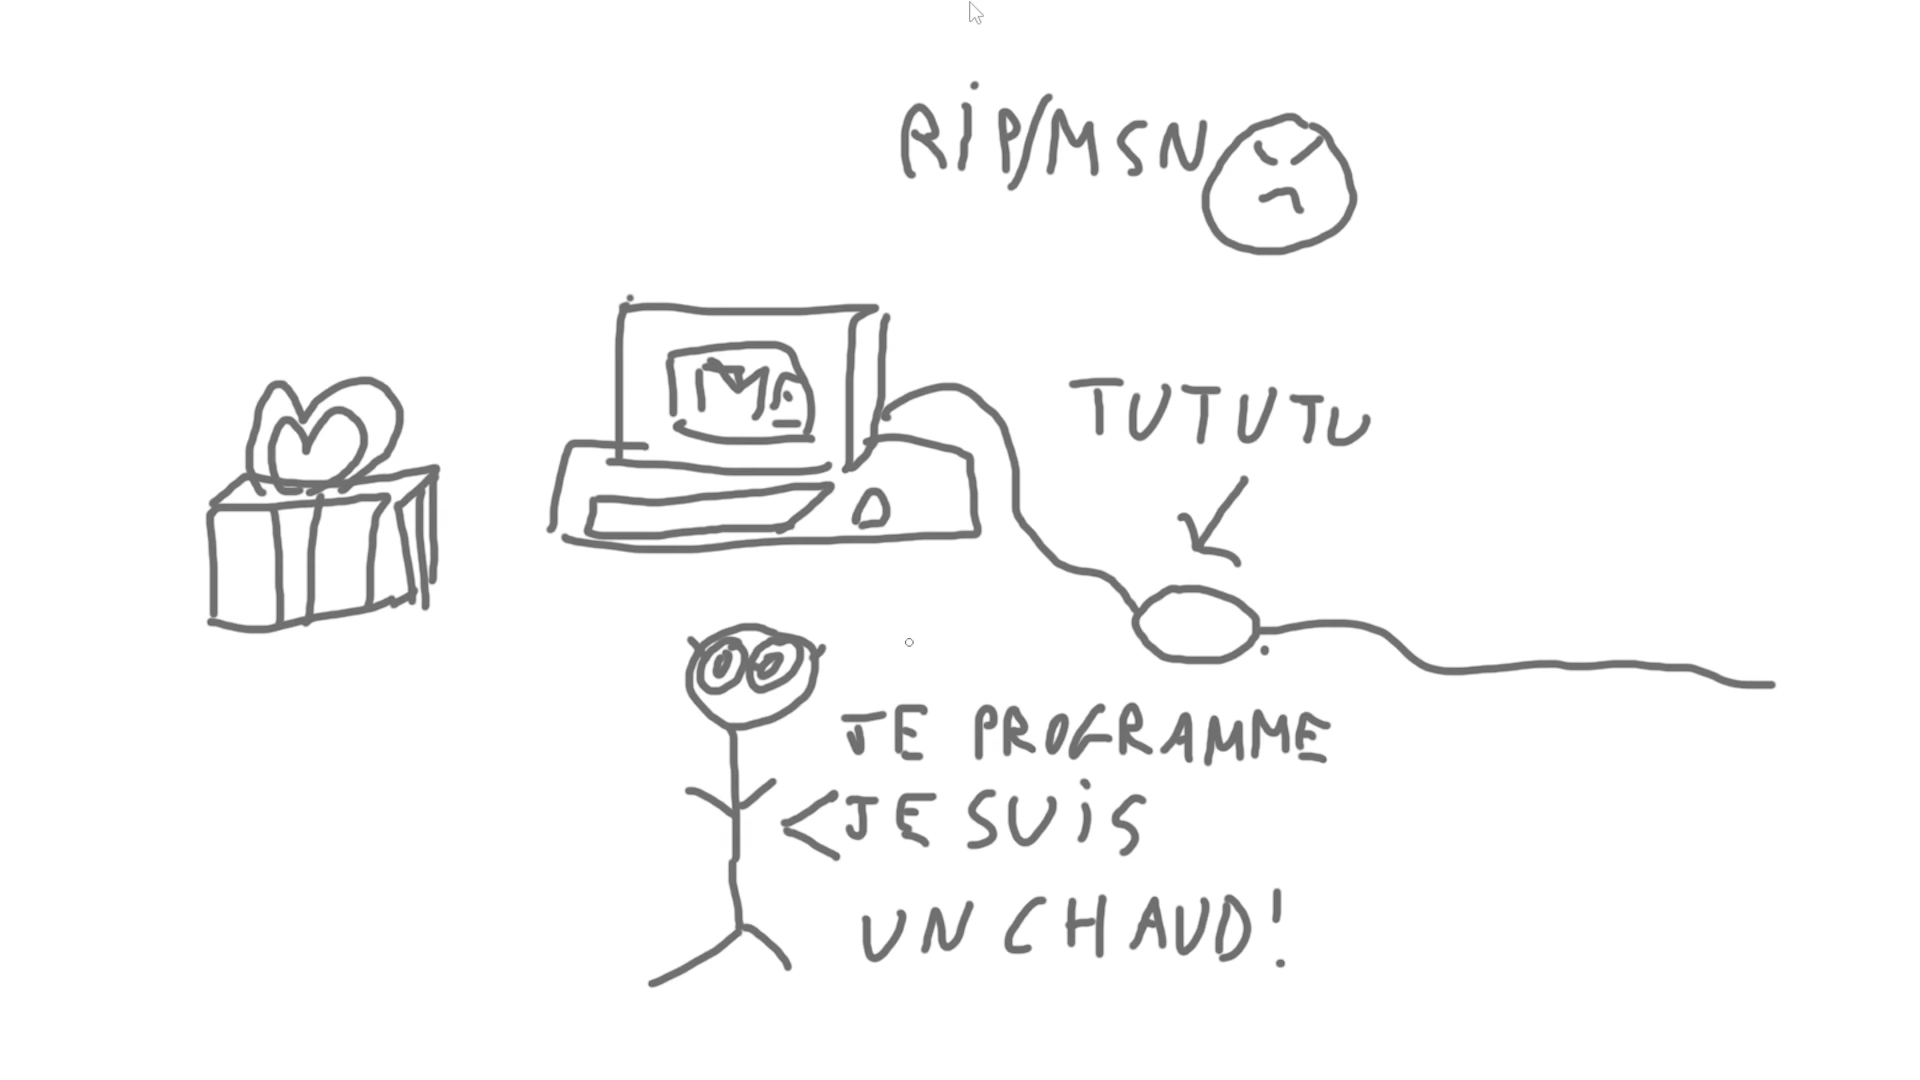 RiP/MSN
TUTUTU
JE PROGRAMME
JE SUiS
UN CHAUD!